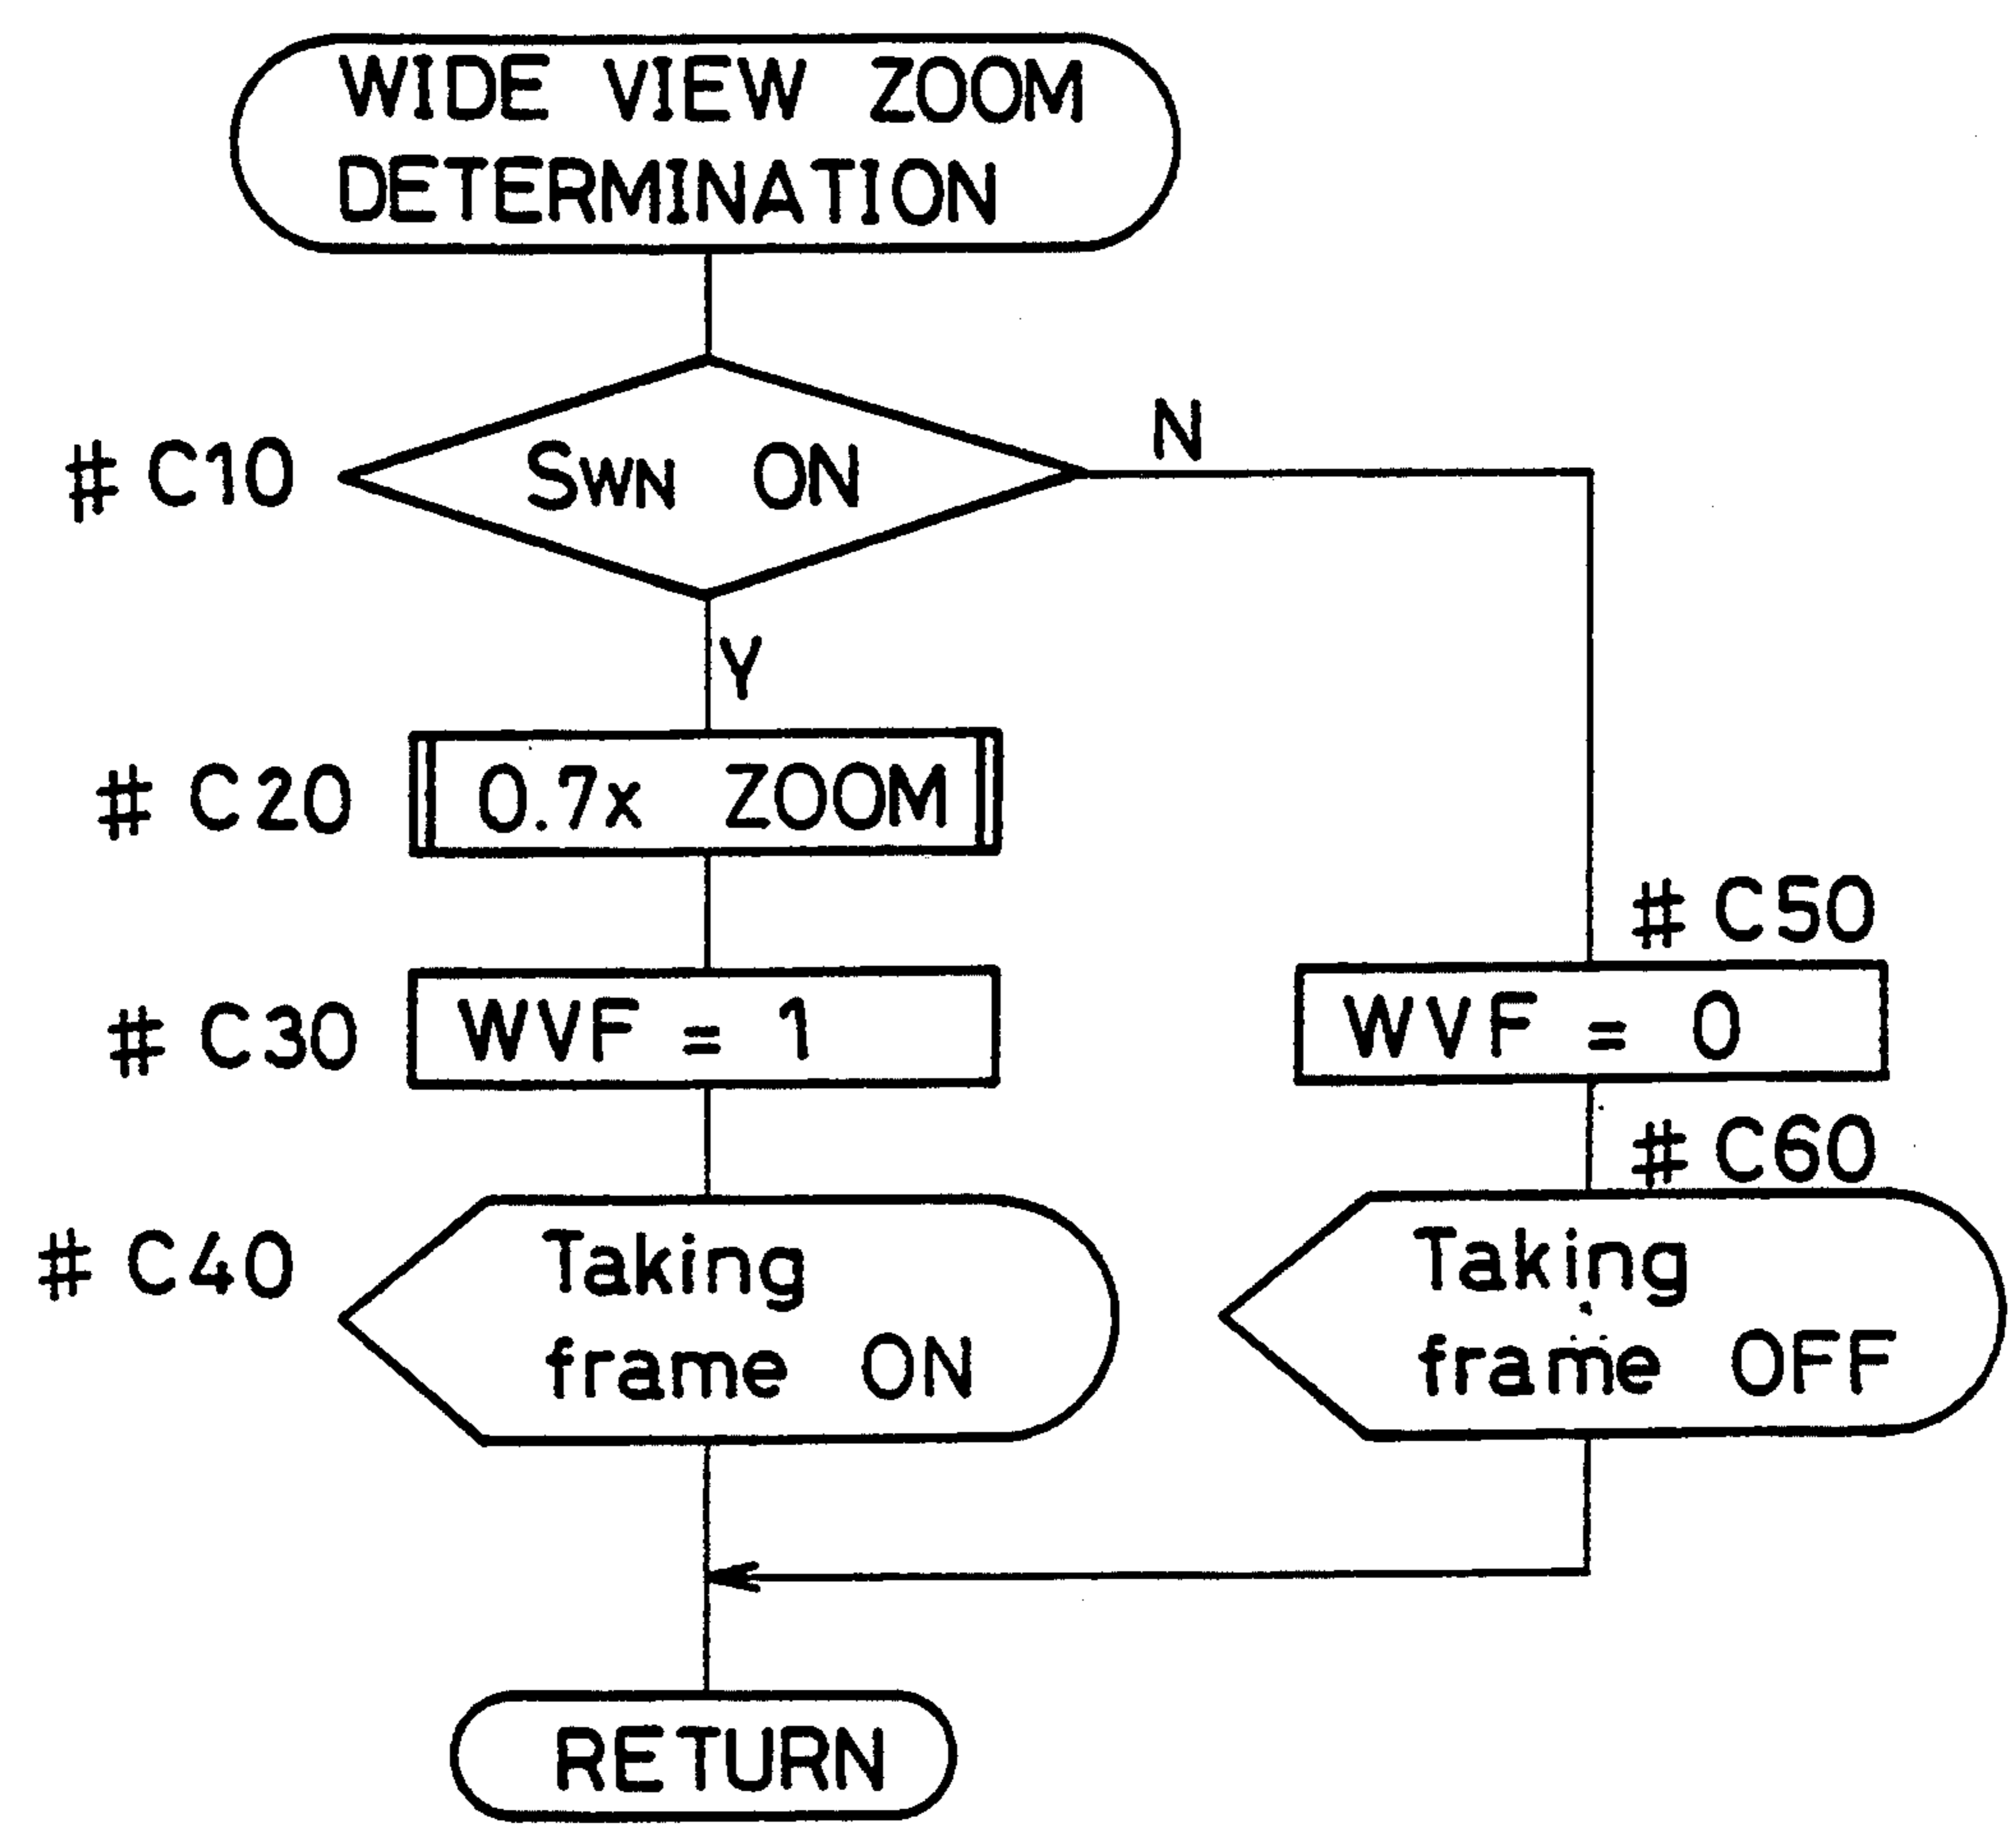 WIDE VIEW ZOOM
DETERMINATION
# C10
SWN ON
N
Y
# C20
0.7x ZOOM
# C30
WVF = 1
# C50
WVF = 0
# C40
Taking
frame ON
# C60
Taking
frame OFF
RETURN